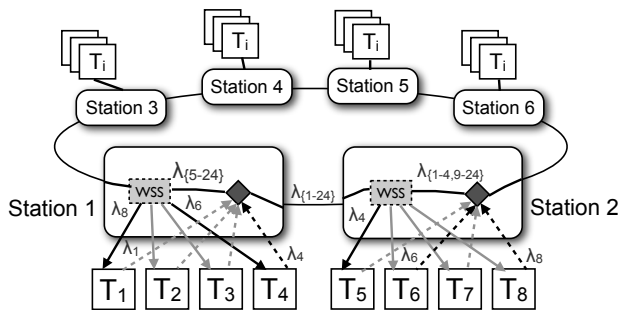 Tᵢ
Tᵢ
Tᵢ
Tᵢ
Station 3
Station 4
Station 5
Station 6
Station 1
WSS
λ{5-24}
λ{1-24}
WSS
λ{1-4,9-24}
Station 2
λ8
λ6
λ1
λ4
λ4
λ6
λ8
T1
T2
T3
T4
T5
T6
T7
T8